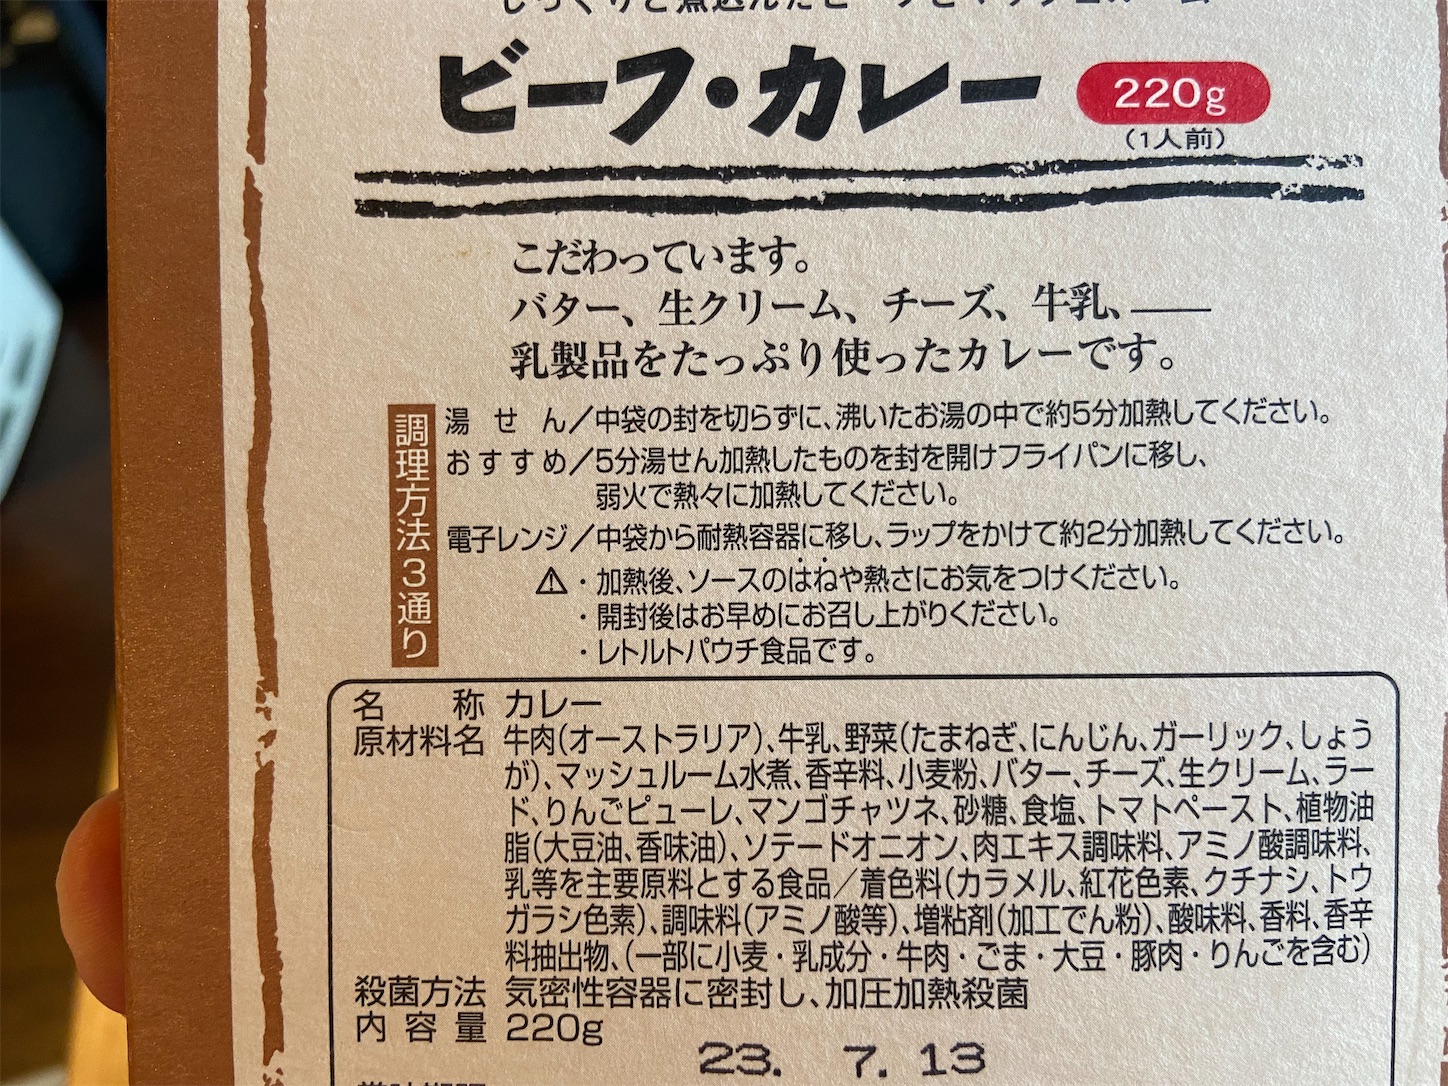 ビーフ・カレー 220g
(1人前)
こだわっています。
バター、生クリーム、チーズ、牛乳、――
乳製品をたっぷり使ったカレーです。
調理方法3通り
湯せん/中袋の封を切らずに、沸いたお湯の中で約5分加熱してください。
おすすめ/5分湯せん加熱したものを封を開けフライパンに移し、
弱火で熱々に加熱してください。
電子レンジ/中袋から耐熱容器に移し、ラップをかけて約2分加熱してください。
⚠・加熱後、ソースのはねや熱さにお気をつけください。
・開封後はお早めにお召し上がりください。
・レトルトパウチ食品です。
名称 カレー
原材料名 牛肉(オーストラリア)、牛乳、野菜(たまねぎ、にんじん、ガーリック、しょう
が)、マッシュルーム水煮、香辛料、小麦粉、バター、チーズ、生クリーム、ラー
ド、りんごピューレ、マンゴチャツネ、砂糖、食塩、トマトペースト、植物油
脂(大豆油、香味油)、ソテードオニオン、肉エキス調味料、アミノ酸調味料、
乳等を主要原料とする食品/着色料(カラメル、紅花色素、クチナシ、トウ
ガラシ色素)、調味料(アミノ酸等)、増粘剤(加工でん粉)、酸味料、香料、香辛
料抽出物、(一部に小麦・乳成分・牛肉・ごま・大豆・豚肉・りんごを含む)
殺菌方法 気密性容器に密封し、加圧加熱殺菌
内容量 220g
23. 7. 13